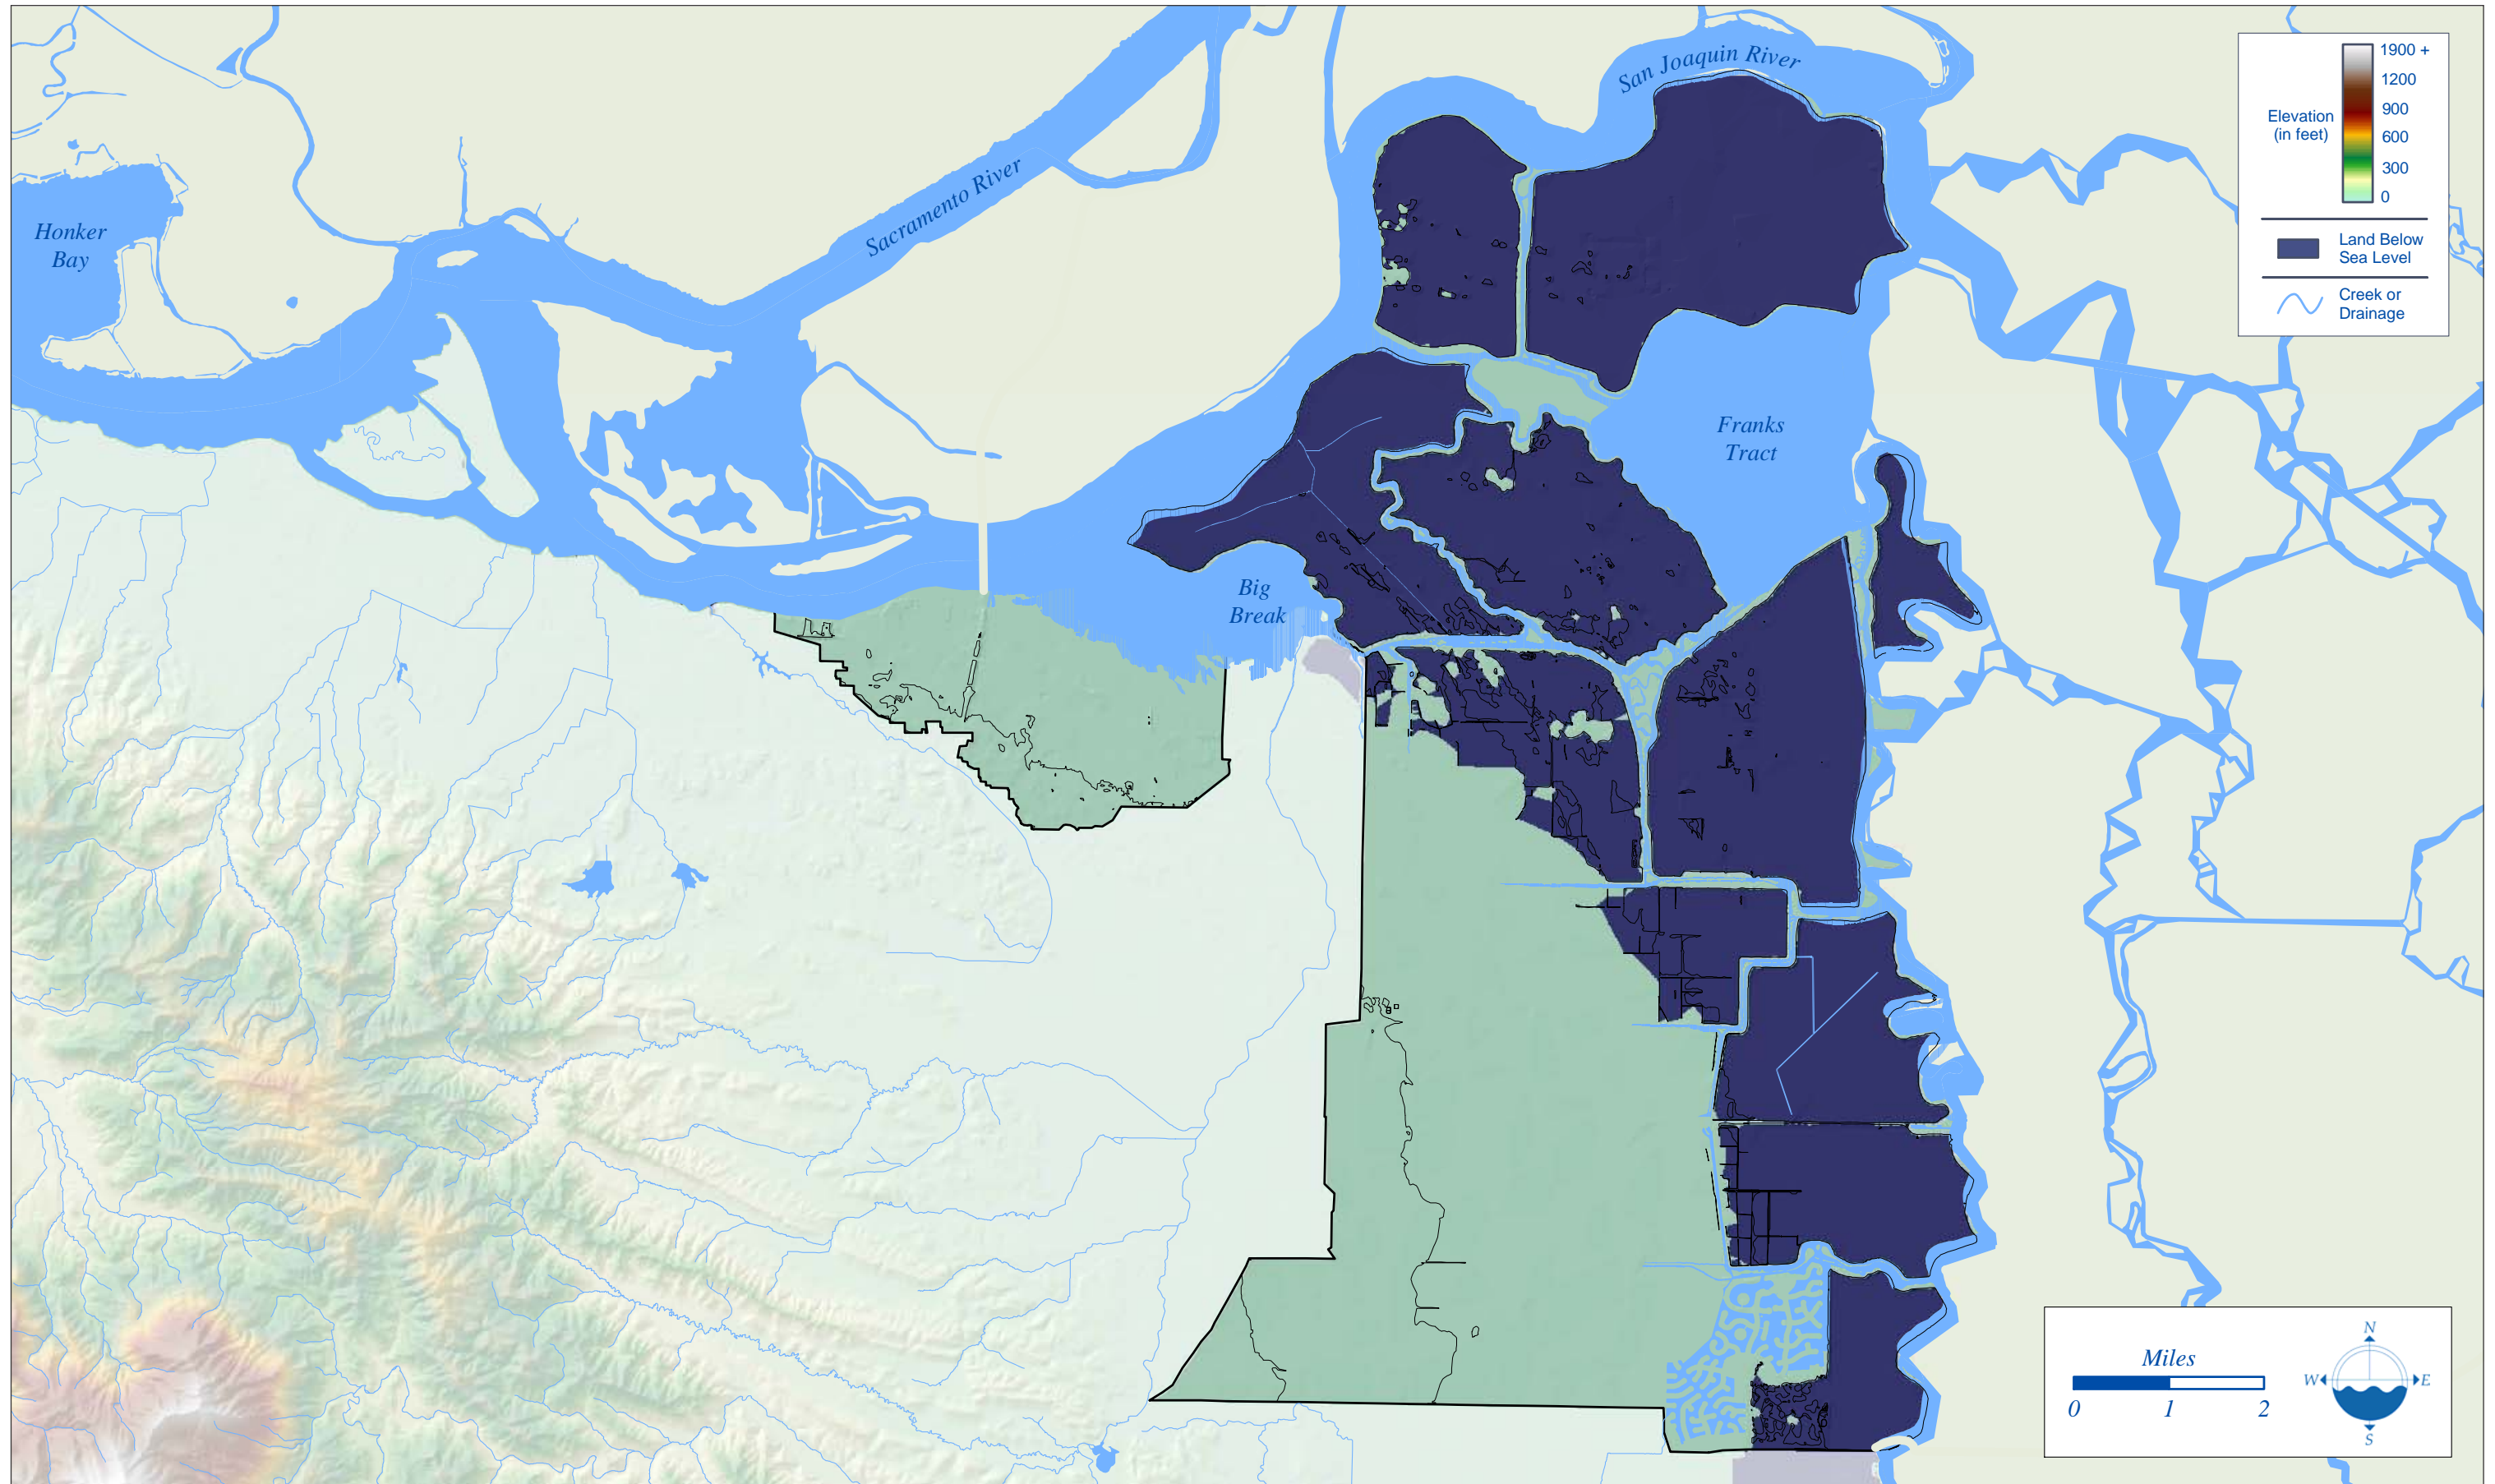 San Joaquin River
1900 +
1200
900
600
300
0
Elevation
(in feet)
Land Below
Sea Level
Creek or
Drainage
Sacramento River
Honker
Bay
Franks
Tract
Big
Break
Miles
0 1 2
N
W E
S